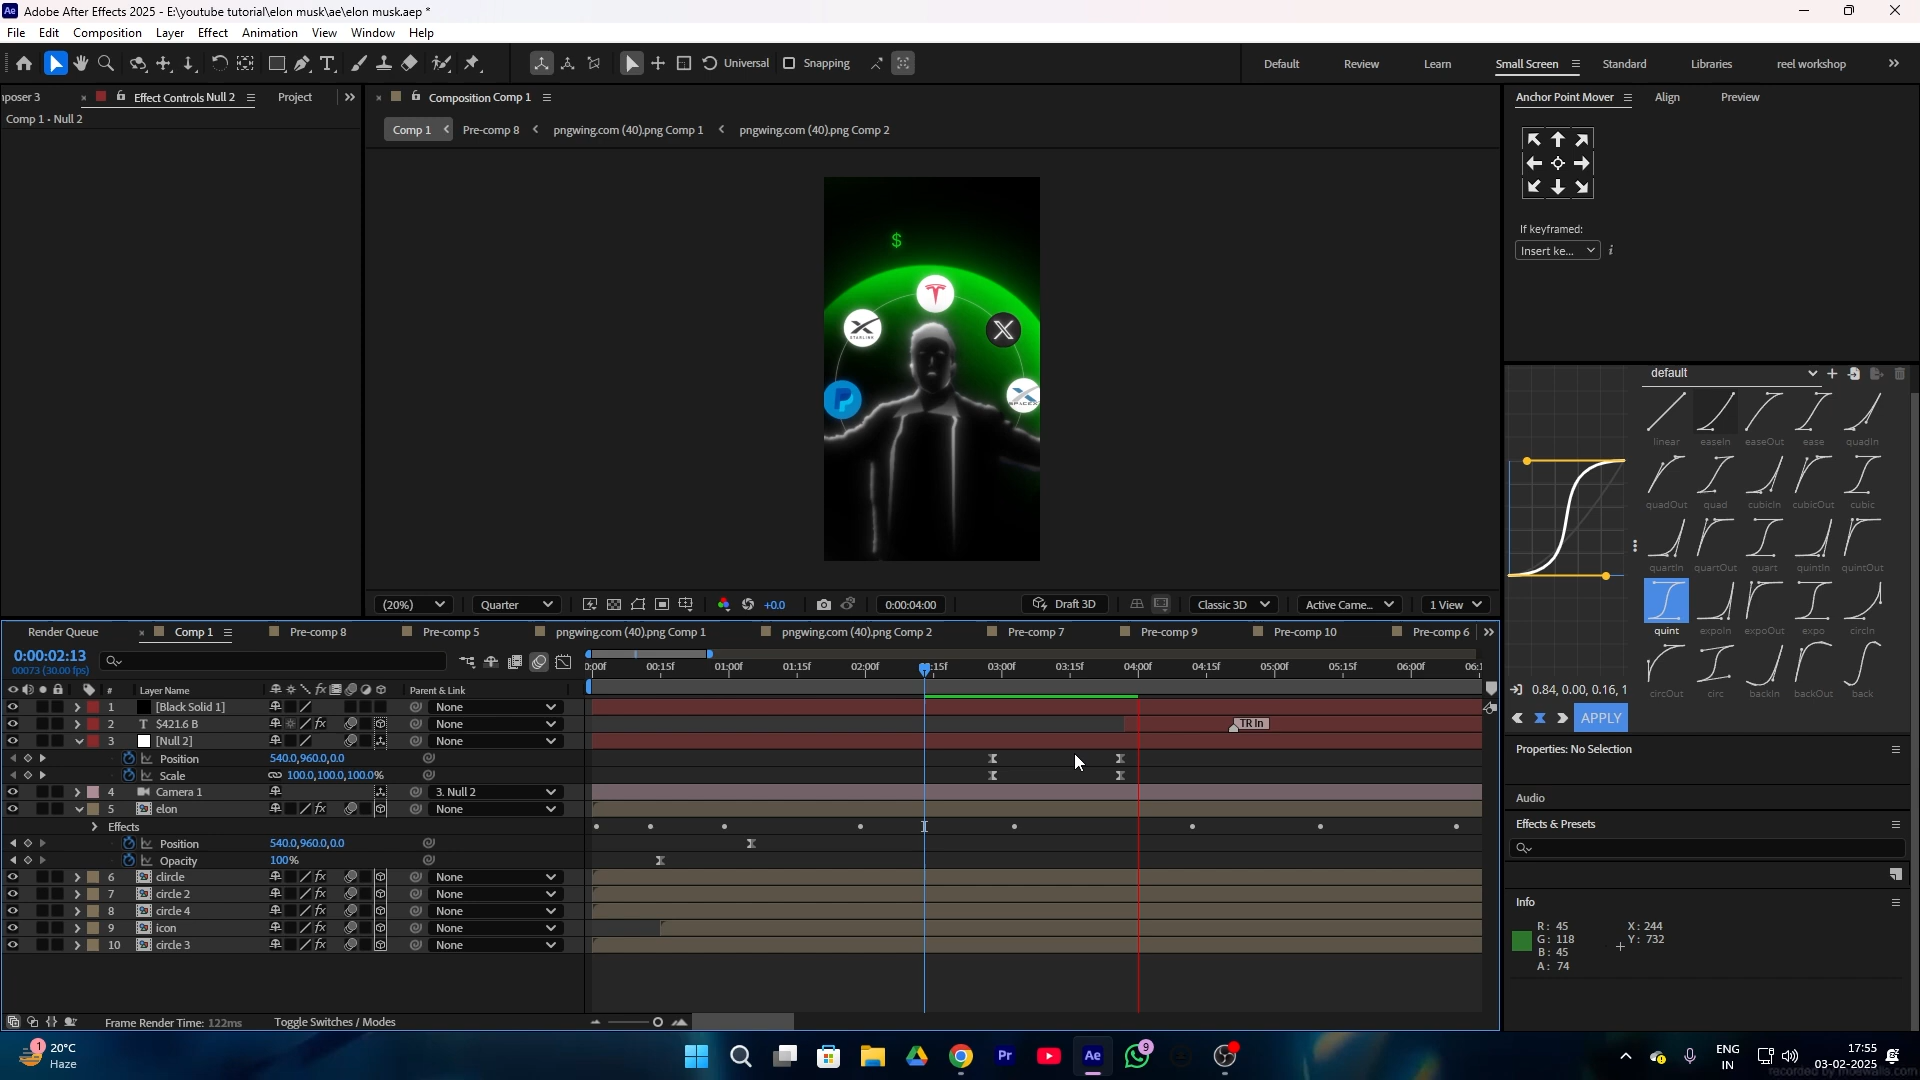 Adobe After Effects 2025 - E:\youtube tutorial\elon musk\ae\elon musk.aep *
File Edit Composition Layer Effect Animation View Window Help
Universal Snapping Default Review Learn Small Screen Standard Libraries reel workshop
nposer 3 Effect Controls Null 2 Project Composition Comp 1 Anchor Point Mover Align Preview
Comp 1 • Null 2
Comp 1 Pre-comp 8 pngwing.com (40).png Comp 1 pngwing.com (40).png Comp 2
$
STARLINK
SPACEX
If keyframed:
Insert ke...
default
linear easeIn easeOut ease quadIn
quadOut quad cubicIn cubicOut cubic
quartIn quartOut quart quintIn quintOut
quint expoIn expoOut expo circIn
circOut circ backIn backOut back
0.84, 0.00, 0.16, 1
APPLY
(20%) Quarter +0.0 0:00:04:00 Draft 3D Classic 3D Active Came... 1 View
Render Queue Comp 1 Pre-comp 8 Pre-comp 5 pngwing.com (40).png Comp 1 pngwing.com (40).png Comp 2 Pre-comp 7 Pre-comp 9 Pre-comp 10 Pre-comp 6
0:00:02:13
00073 (30.00 fps)
:00f 00:15f 01:00f 01:15f 02:00f :15f 03:00f 03:15f 04:00f 04:15f 05:00f 05:15f 06:00f 06:1
# Layer Name Parent & Link
1 [Black Solid 1] None
2 T $421.6 B None TR In
3 [Null 2] None
Position 540.0,960.0,0.0
Scale 100.0,100.0,100.0%
4 Camera 1 3. Null 2
5 elon None
Effects
Position 540.0,960.0,0.0
Opacity 100%
6 clircle None
7 circle 2 None
8 circle 4 None
9 icon None
10 circle 3 None
Frame Render Time: 122ms Toggle Switches / Modes
Properties: No Selection
Audio
Effects & Presets
Info
R: 45 X: 244
G: 118 Y: 732
B: 45
A: 74
1 20°C
Haze
9
ENG
IN
17:55
03-02-2025
recorded by moewalls.com